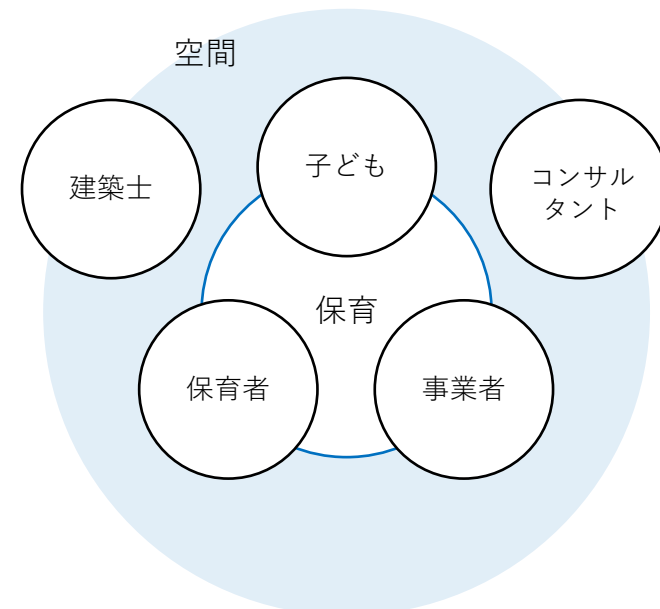 空間
建築士
子ども
コンサル
タント
保育
保育者
事業者